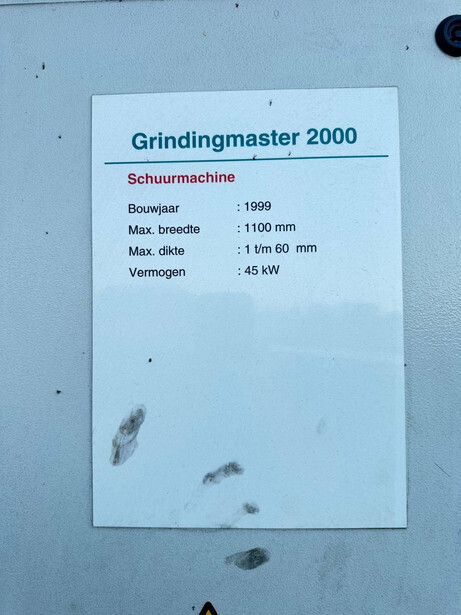 Grindingmaster 2000
Schuurmachine
Bouwjaar : 1999
Max. breedte : 1100 mm
Max. dikte : 1 t/m 60 mm
Vermogen : 45 kW